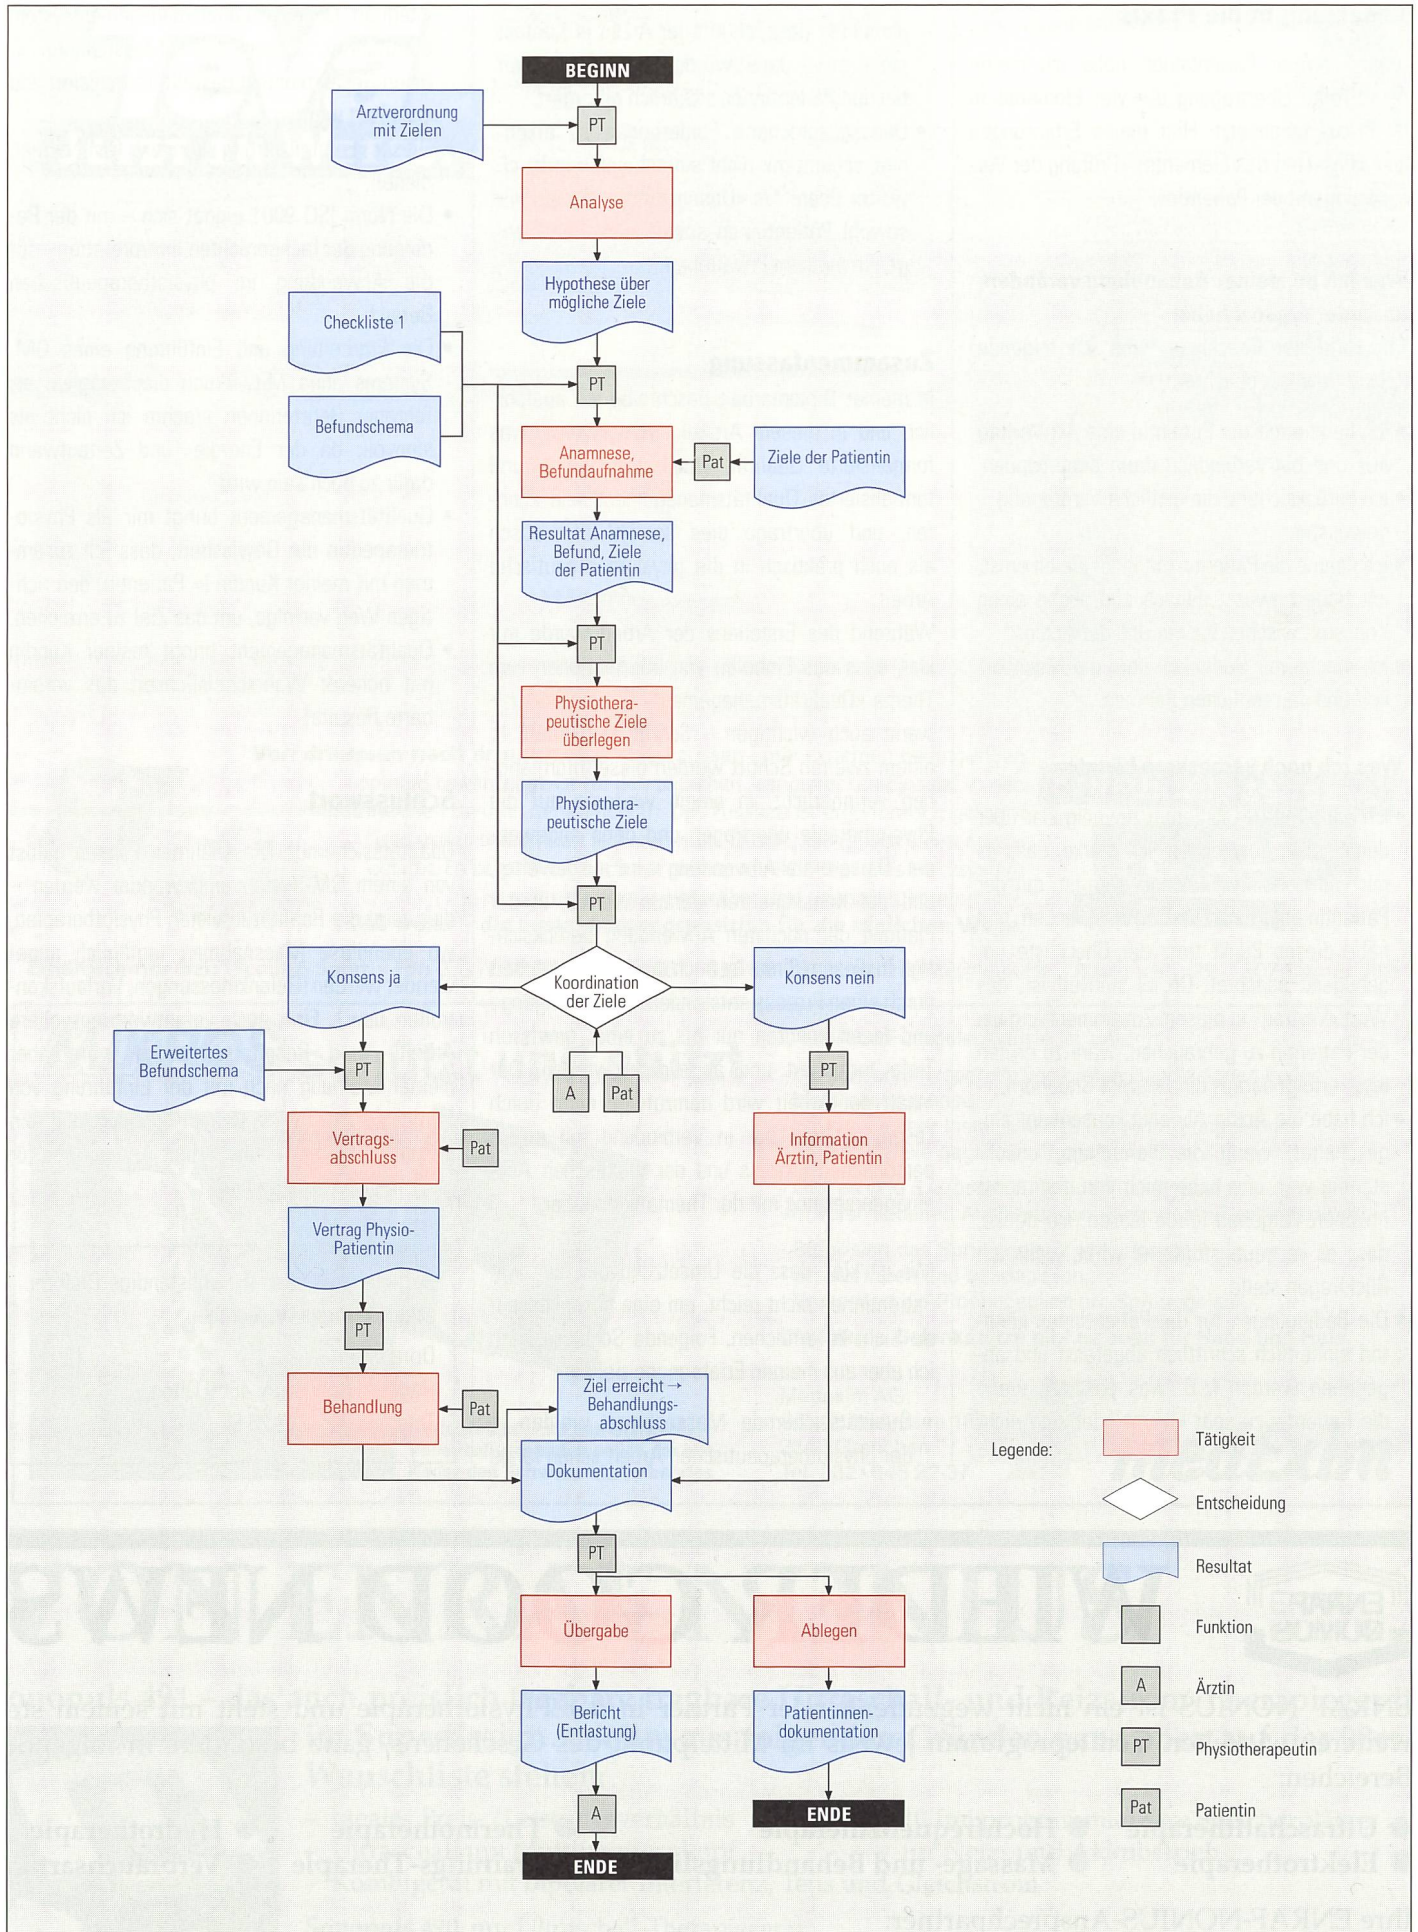 BEGINN
Arztverordnung
mit Zielen
PT
Analyse
Hypothese über
mögliche Ziele
Checkliste 1
PT
Befundschema
Anamnese,
Befundaufnahme
Pat
Ziele der Patientin
Resultat Anamnese,
Befund, Ziele
der Patientin
PT
Physiothera-
peutische Ziele
überlegen
Physiothera-
peutische Ziele
PT
Konsens ja
Koordination
der Ziele
Konsens nein
Erweitertes
Befundschema
PT
A
Pat
PT
Vertrags-
abschluss
Pat
Information
Ärztin, Patientin
Vertrag Physio-
Patientin
PT
Behandlung
Pat
Ziel erreicht →
Behandlungs-
abschluss
Dokumentation
PT
Übergabe
Ablegen
Bericht
(Entlastung)
Patientinnen-
dokumentation
A
ENDE
ENDE
Legende:
Tätigkeit
Entscheidung
Resultat
Funktion
A
Ärztin
PT
Physiotherapeutin
Pat
Patientin